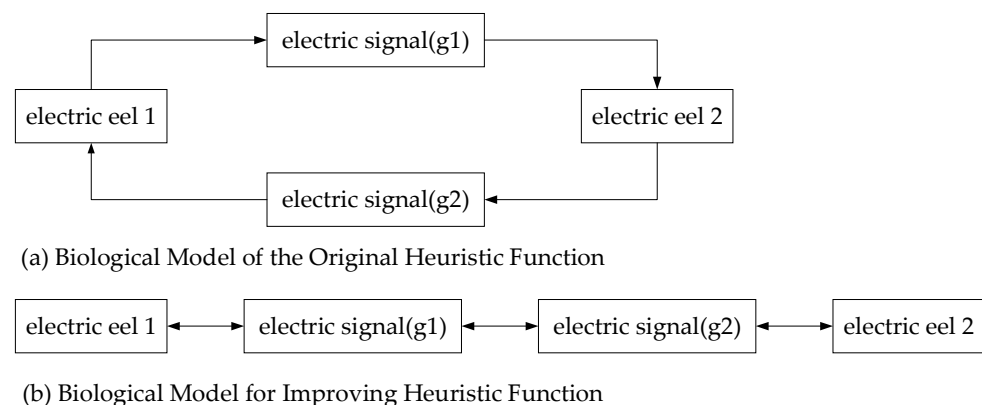 electric signal(g1)
electric eel 1
electric eel 2
electric signal(g2)
(a) Biological Model of the Original Heuristic Function
electric eel 1
electric signal(g1)
electric signal(g2)
electric eel 2
(b) Biological Model for Improving Heuristic Function